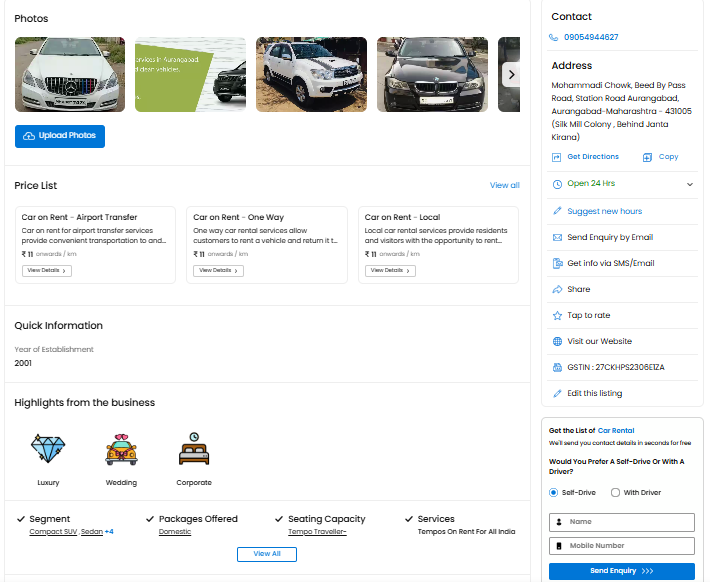 Photos
ervices in Aurangabad.
d clean vehicles.
Upload Photos
Price List
View all
Car on Rent - Airport Transfer
Car on rent for airport transfer services
provide convenient transportation to and...
₹ 11 onwards / km
View Details
Car on Rent - One Way
One way car rental services allow
customers to rent a vehicle and return it t...
₹ 11 onwards / km
View Details
Car on Rent - Local
Local car rental services provide residents
and visitors with the opportunity to rent...
₹ 11 onwards / km
View Details
Quick Information
Year of Establishment
2001
Highlights from the business
Luxury
Wedding
Corporate
Segment
Compact SUV , Sedan +4
Packages Offered
Domestic
Seating Capacity
Tempo Traveller-
Services
Tempos On Rent For All India
View All
Contact
09054944627
Address
Mohammadi Chowk, Beed By Pass
Road, Station Road Aurangabad,
Aurangabad-Maharashtra - 431005
(Silk Mill Colony , Behind Janta
Kirana)
Get Directions
Copy
Open 24 Hrs
Suggest new hours
Send Enquiry by Email
Get info via SMS/Email
Share
Tap to rate
Visit our Website
GSTIN : 27CKHPS2306E1ZA
Edit this listing
Get the List of Car Rental
We'll send you contact details in seconds for free
Would You Prefer A Self-Drive Or With A
Driver?
Self-Drive
With Driver
Name
Mobile Number
Send Enquiry >>>